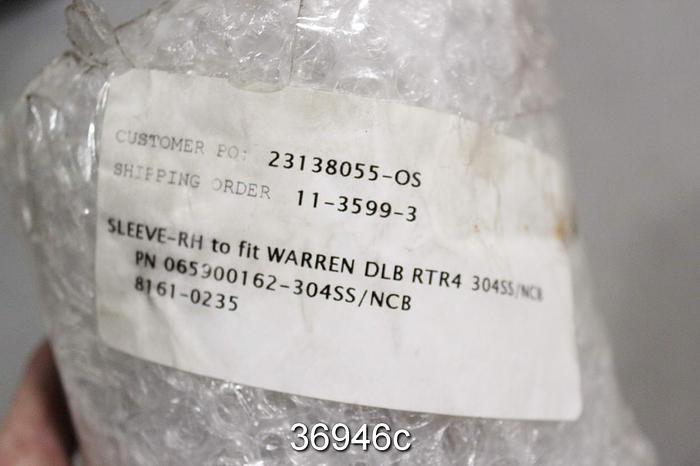 CUSTOMER PO: 23138055-OS
SHIPPING ORDER 11-3599-3
SLEEVE-RH to fit WARREN DLB RTR4 304SS/NCB
PN 065900162-304SS/NCB
8161-0235
36946c